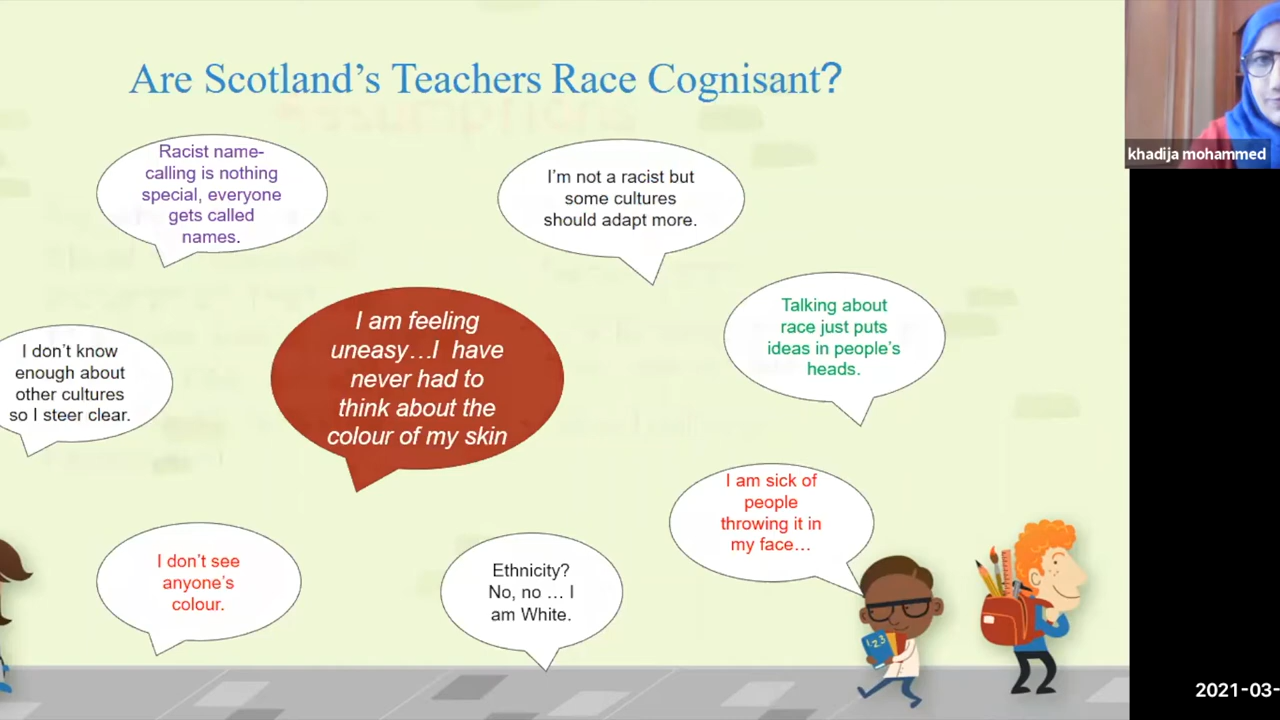 Are Scotland's Teachers Race Cognisant?
khadija mohammed
Racist name-
calling is nothing
special, everyone
gets called
names.
I'm not a racist but
some cultures
should adapt more.
Talking about
race just puts
ideas in people's
heads.
I don't know
enough about
other cultures
so I steer clear.
I am feeling
uneasy…I have
never had to
think about the
colour of my skin
I am sick of
people
throwing it in
my face…
I don't see
anyone's
colour.
Ethnicity?
No, no … I
am White.
123
2021-03-